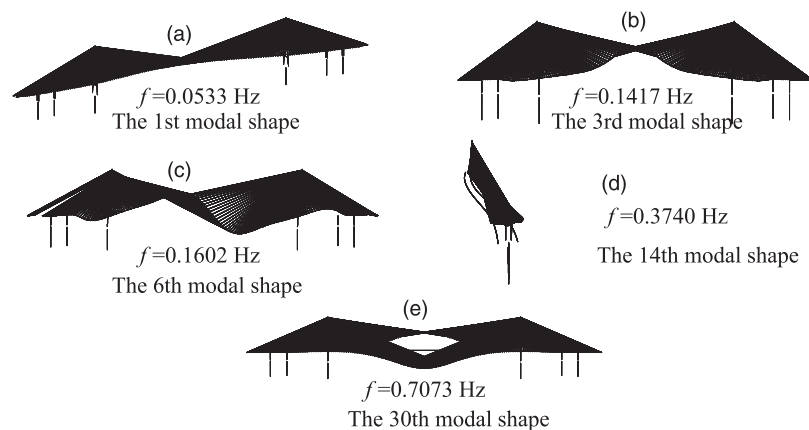 (a)
f=0.0533 Hz
The 1st modal shape
(b)
f=0.1417 Hz
The 3rd modal shape
(c)
f=0.1602 Hz
The 6th modal shape
(d)
f=0.3740 Hz
The 14th modal shape
(e)
f=0.7073 Hz
The 30th modal shape